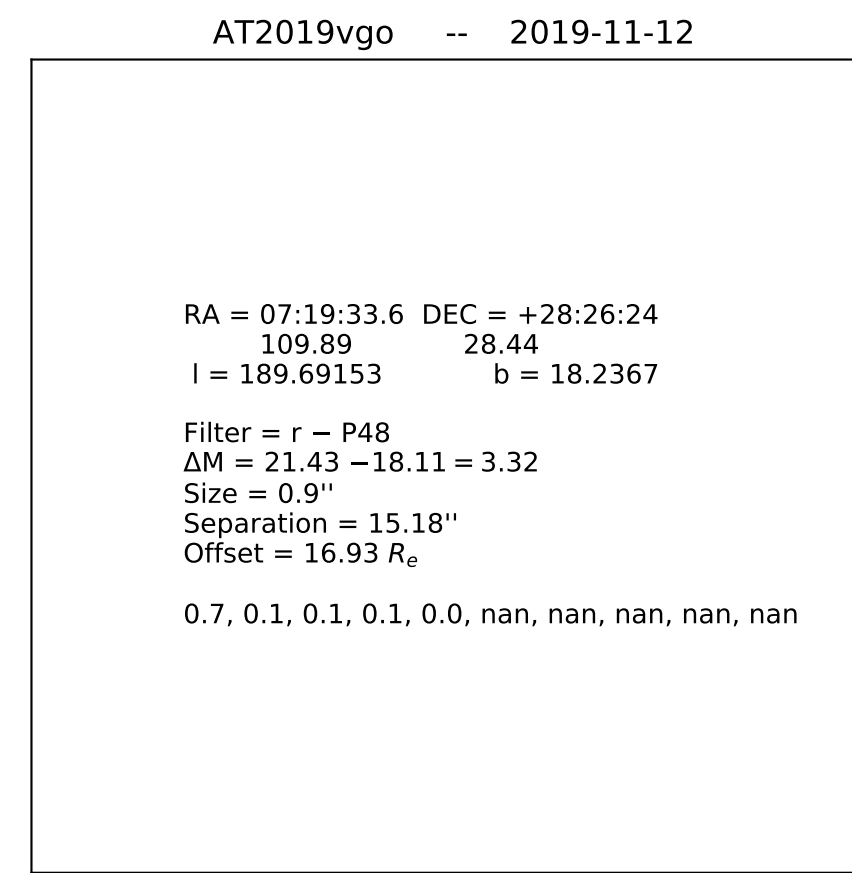 AT2019vgo -- 2019-11-12
RA = 07:19:33.6 DEC = +28:26:24
109.89 28.44
l = 189.69153 b = 18.2367
Filter = r − P48
ΔM = 21.43 −18.11 = 3.32
Size = 0.9''
Separation = 15.18''
Offset = 16.93 Rₑ
0.7, 0.1, 0.1, 0.1, 0.0, nan, nan, nan, nan, nan